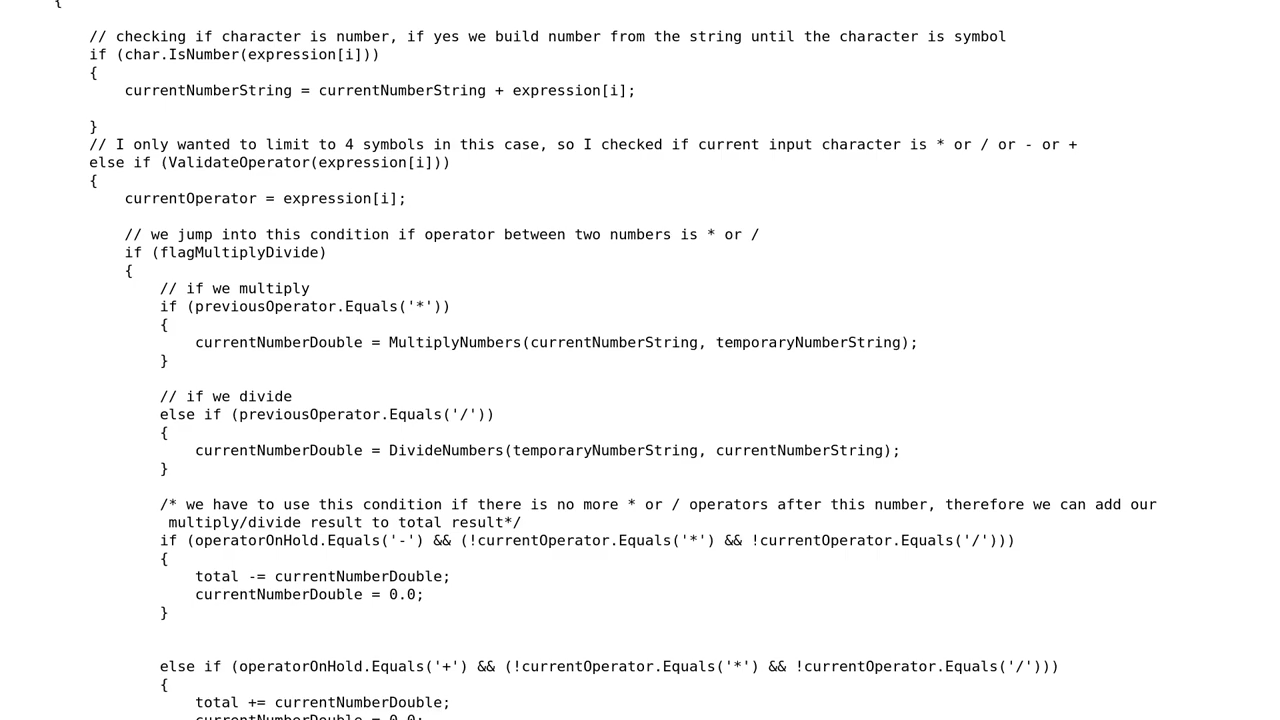 {
// checking if character is number, if yes we build number from the string until the character is symbol
if (char.IsNumber(expression[i]))
{
currentNumberString = currentNumberString + expression[i];
}
// I only wanted to limit to 4 symbols in this case, so I checked if current input character is * or / or - or +
else if (ValidateOperator(expression[i]))
{
currentOperator = expression[i];
// we jump into this condition if operator between two numbers is * or /
if (flagMultiplyDivide)
{
// if we multiply
if (previousOperator.Equals('*'))
{
currentNumberDouble = MultiplyNumbers(currentNumberString, temporaryNumberString);
}
// if we divide
else if (previousOperator.Equals('/'))
{
currentNumberDouble = DivideNumbers(temporaryNumberString, currentNumberString);
}
/* we have to use this condition if there is no more * or / operators after this number, therefore we can add our
multiply/divide result to total result*/
if (operatorOnHold.Equals('-') && (!currentOperator.Equals('*') && !currentOperator.Equals('/')))
{
total -= currentNumberDouble;
currentNumberDouble = 0.0;
}
else if (operatorOnHold.Equals('+') && (!currentOperator.Equals('*') && !currentOperator.Equals('/')))
{
total += currentNumberDouble;
currentNumberDouble = 0.0;